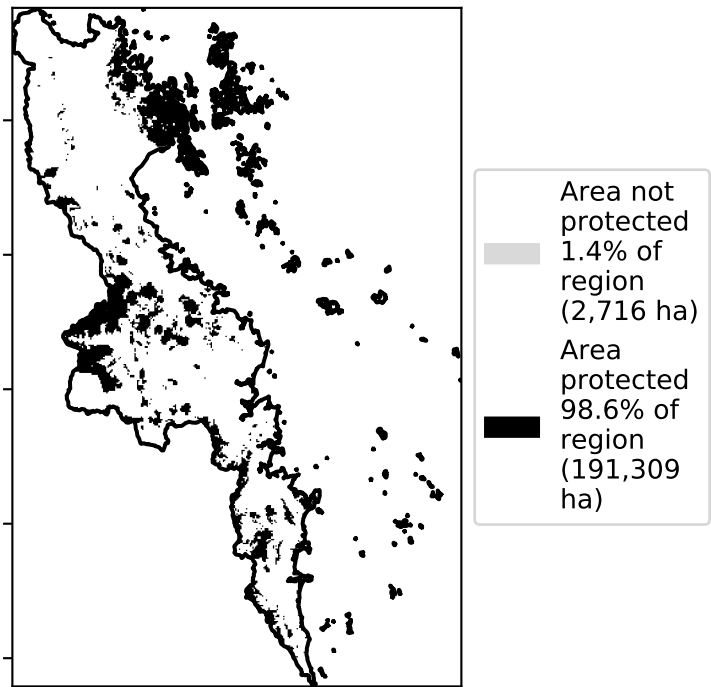 Area not
protected
1.4% of
region
(2,716 ha)
Area
protected
98.6% of
region
(191,309
ha)